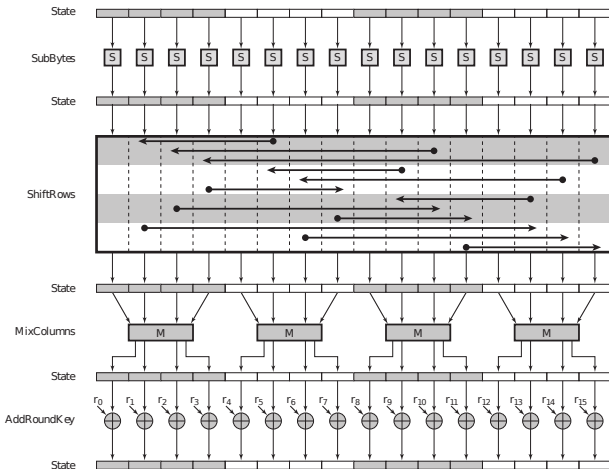 State
SubBytes S S S S S S S S S S S S S S S S
State
ShiftRows
State
MixColumns M M M M
State
r0 r1 r2 r3 r4 r5 r6 r7 r8 r9 r10 r11 r12 r13 r14 r15
AddRoundKey
State